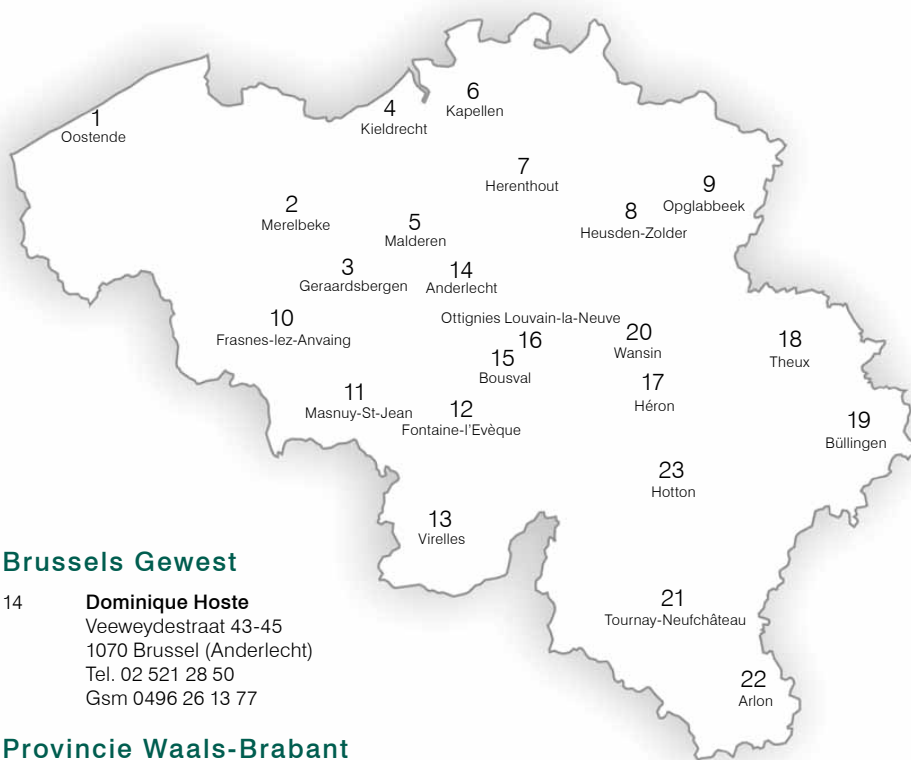 1
Oostende
4
Kieldrecht
6
Kapellen
7
Herenthout
2
Merelbeke
5
Malderen
8
Heusden-Zolder
9
Opglabbeek
3
Geraardsbergen
14
Anderlecht
10
Frasnes-lez-Anvaing
Ottignies Louvain-la-Neuve
16
15
Bousval
20
Wansin
18
Theux
11
Masnuy-St-Jean
12
Fontaine-l'Evèque
17
Héron
19
Büllingen
23
Hotton
13
Virelles
21
Tournay-Neufchâteau
22
Arlon
Brussels Gewest
14 Dominique Hoste
Veeweydestraat 43-45
1070 Brussel (Anderlecht)
Tel. 02 521 28 50
Gsm 0496 26 13 77
Provincie Waals-Brabant